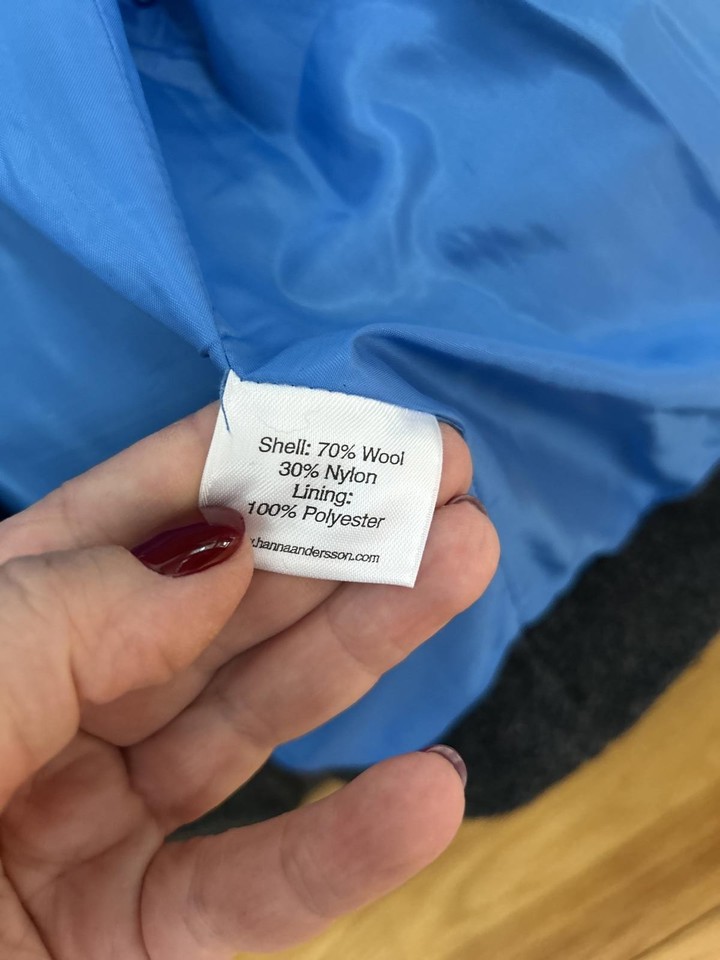 Shell: 70% Wool
30% Nylon
Lining:
100% Polyester
.hannaandersson.com